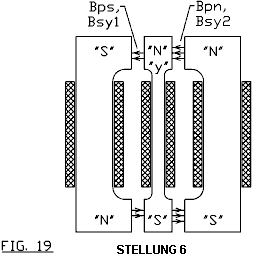 Bps, Bpn,
Bsy1 Bsy2
"S" "N" "N"
"y"
"N" "S" "S"
FIG. 19 STELLUNG 6